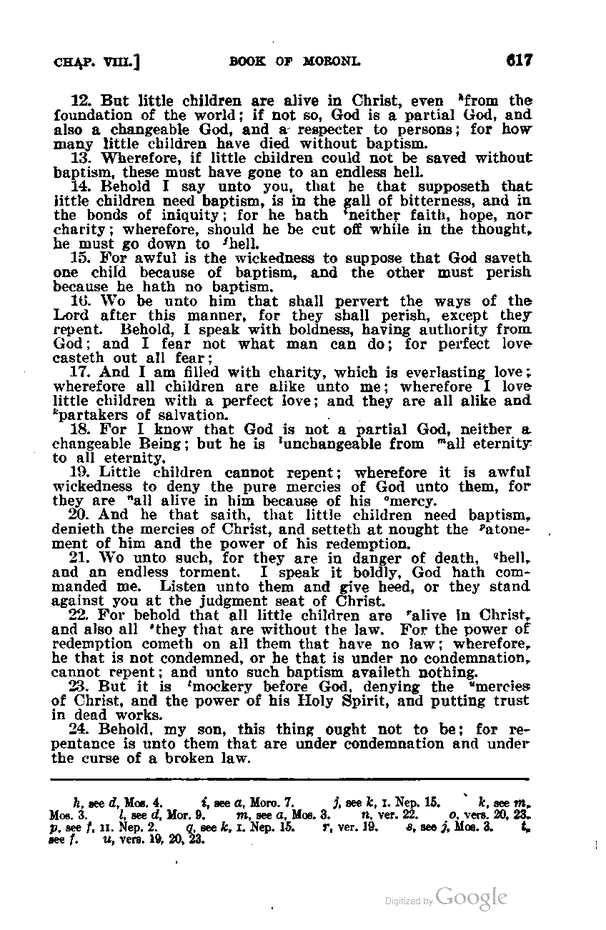 CHAP. VIII.] BOOK OF MORONI. 617
12. But little children are alive in Christ, even ʰfrom the
foundation of the world; if not so, God is a partial God, and
also a changeable God, and a respecter to persons; for how
many little children have died without baptism.
13. Wherefore, if little children could not be saved without
baptism, these must have gone to an endless hell.
14. Behold I say unto you, that he that supposeth that
little children need baptism, is in the gall of bitterness, and in
the bonds of iniquity; for he hath ⁱneither faith, hope, nor
charity; wherefore, should he be cut off while in the thought,
he must go down to ʲhell.
15. For awful is the wickedness to suppose that God saveth
one child because of baptism, and the other must perish
because he hath no baptism.
16. Wo be unto him that shall pervert the ways of the
Lord after this manner, for they shall perish, except they
repent. Behold, I speak with boldness, having authority from
God; and I fear not what man can do; for perfect love
casteth out all fear;
17. And I am filled with charity, which is everlasting love;
wherefore all children are alike unto me; wherefore I love
little children with a perfect love; and they are all alike and
ᵏpartakers of salvation.
18. For I know that God is not a partial God, neither a
changeable Being; but he is ˡunchangeable from ᵐall eternity
to all eternity.
19. Little children cannot repent; wherefore it is awful
wickedness to deny the pure mercies of God unto them, for
they are ⁿall alive in him because of his ᵒmercy.
20. And he that saith, that little children need baptism,
denieth the mercies of Christ, and setteth at nought the ᵖatone-
ment of him and the power of his redemption.
21. Wo unto such, for they are in danger of death, qhell,
and an endless torment. I speak it boldly, God hath com-
manded me. Listen unto them and give heed, or they stand
against you at the judgment seat of Christ.
22. For behold that all little children are ʳalive in Christ,
and also all ˢthey that are without the law. For the power of
redemption cometh on all them that have no law; wherefore,
he that is not condemned, or he that is under no condemnation,
cannot repent; and unto such baptism availeth nothing.
23. But it is ᵗmockery before God, denying the ᵘmercies
of Christ, and the power of his Holy Spirit, and putting trust
in dead works.
24. Behold, my son, this thing ought not to be; for re-
pentance is unto them that are under condemnation and under
the curse of a broken law.
h, see d, Mos. 4. i, see a, Moro. 7. j, see k, I. Nep. 15. k, see m,
Mos. 3. l, see d, Mor. 9. m, see a, Mos. 3. n, ver. 22. o, vers. 20, 23.
p, see f, II. Nep. 2. q, see k, I. Nep. 15. r, ver. 19. s, see j, Mos. 3. t,
see f. u, vers. 19, 20, 23.
Digitized by Google